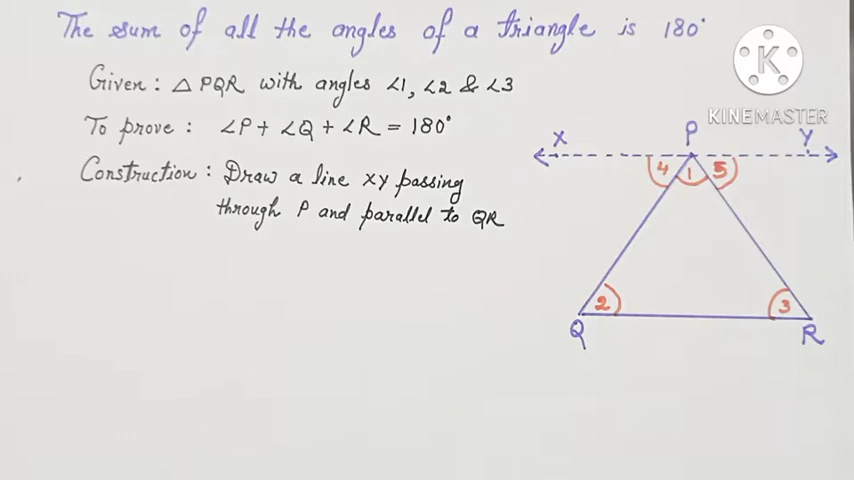 The sum of all the angles of a triangle is 180°
Given: △ PQR with angles ∠1, ∠2 & ∠3
To prove: ∠P + ∠Q + ∠R = 180°
Construction: Draw a line XY passing
through P and parallel to QR
K
KINEMASTER
X P Y
4 1 5
2 3
Q R